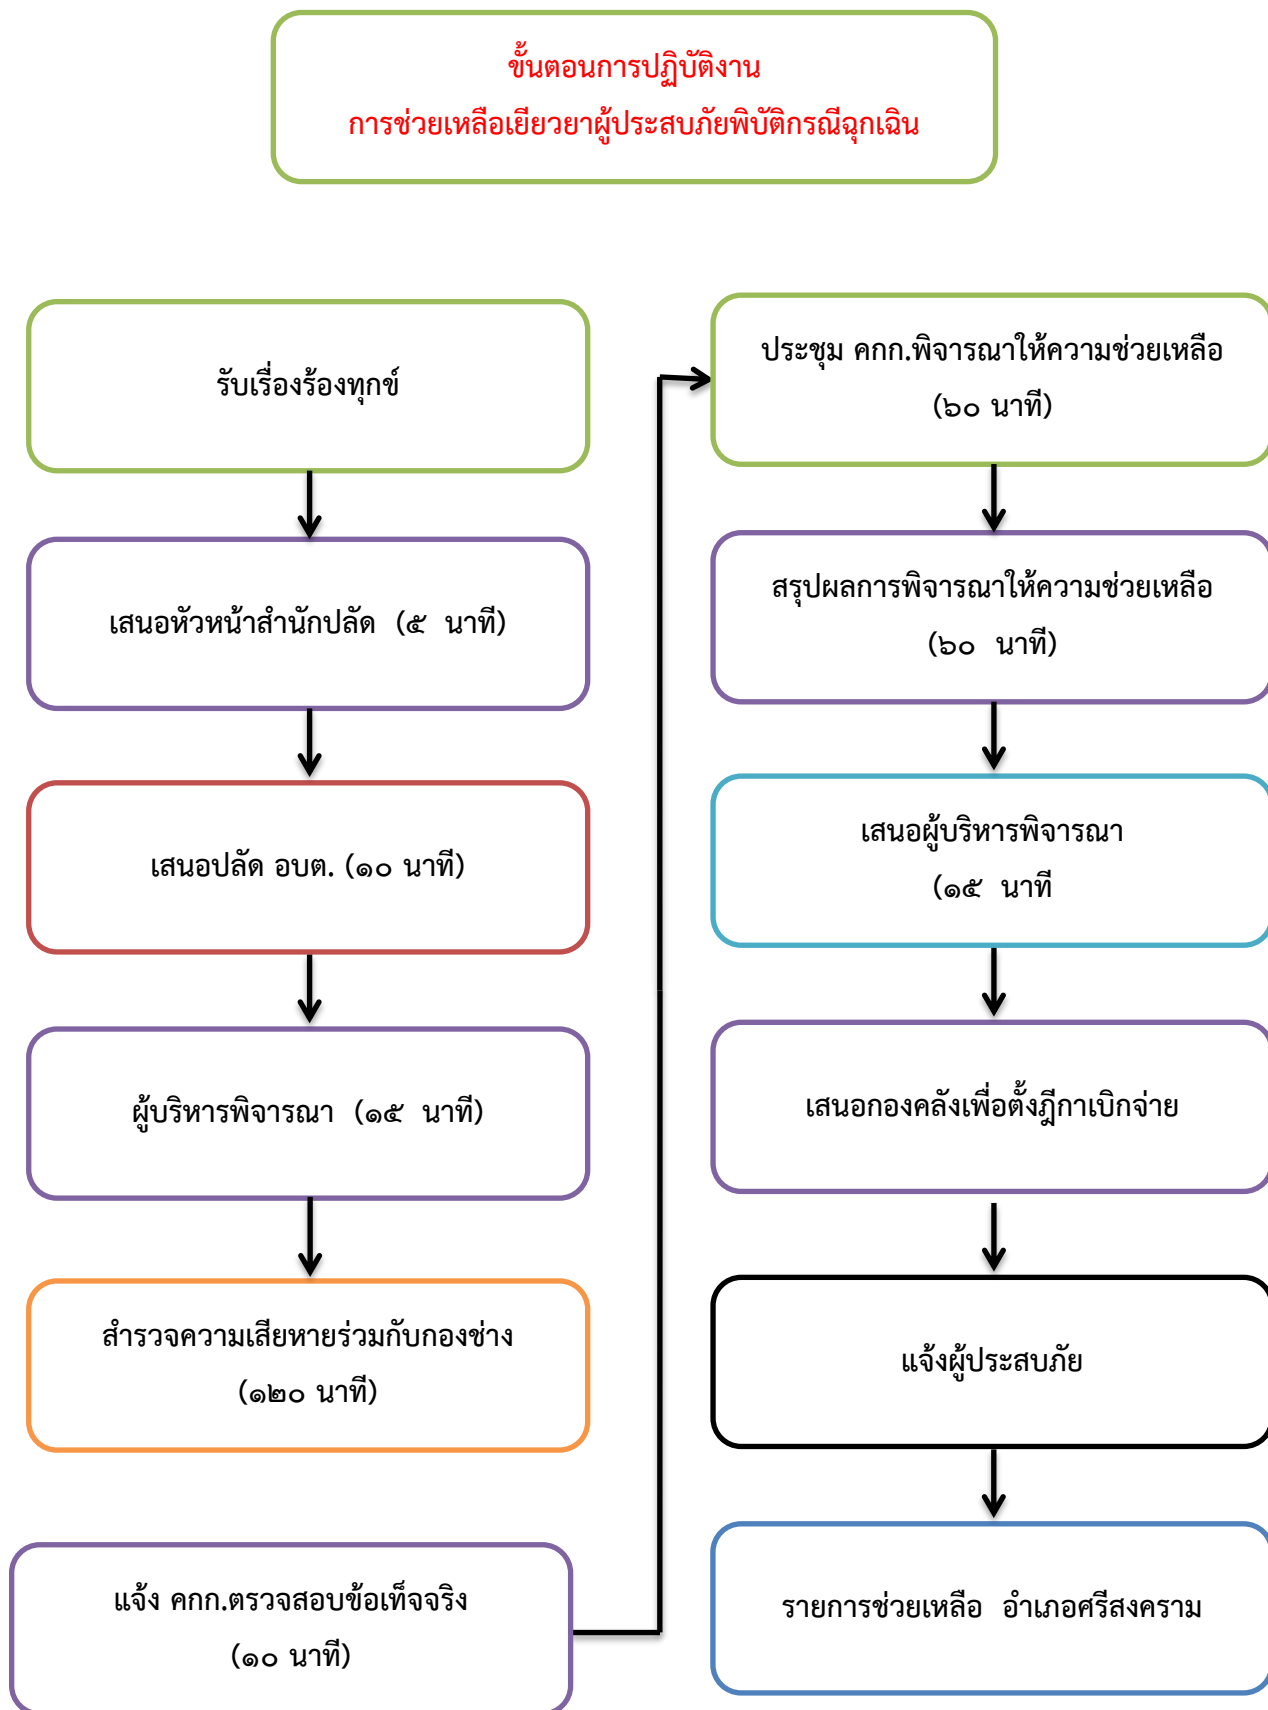 ขั้นตอนการปฏิบัติงาน
การช่วยเหลือเยียวยาผู้ประสบภัยพิบัติกรณีฉุกเฉิน
รับเรื่องร้องทุกข์
เสนอหัวหน้าสำนักปลัด (๕ นาที)
เสนอปลัด อบต. (๑๐ นาที)
ผู้บริหารพิจารณา (๑๕ นาที)
สำรวจความเสียหายร่วมกับกองช่าง
(๑๒๐ นาที)
แจ้ง คกก.ตรวจสอบข้อเท็จจริง
(๑๐ นาที)
ประชุม คกก.พิจารณาให้ความช่วยเหลือ
(๖๐ นาที)
สรุปผลการพิจารณาให้ความช่วยเหลือ
(๖๐ นาที)
เสนอผู้บริหารพิจารณา
(๑๕ นาที
เสนอกองคลังเพื่อตั้งฎีกาเบิกจ่าย
แจ้งผู้ประสบภัย
รายการช่วยเหลือ อำเภอศรีสงคราม